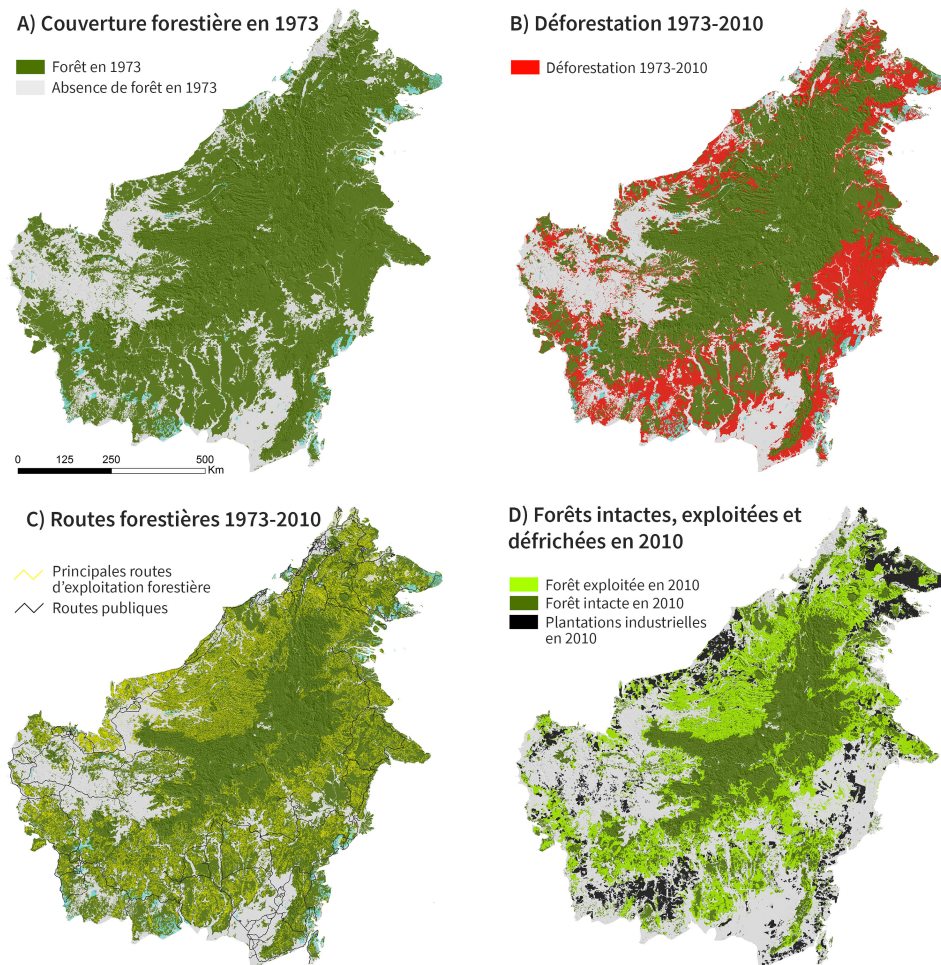 A) Couverture forestière en 1973
Forêt en 1973
Absence de forêt en 1973
B) Déforestation 1973-2010
Déforestation 1973-2010
0 125 250 500
Km
C) Routes forestières 1973-2010
Principales routes
d'exploitation forestière
Routes publiques
D) Forêts intactes, exploitées et
défrichées en 2010
Forêt exploitée en 2010
Forêt intacte en 2010
Plantations industrielles
en 2010